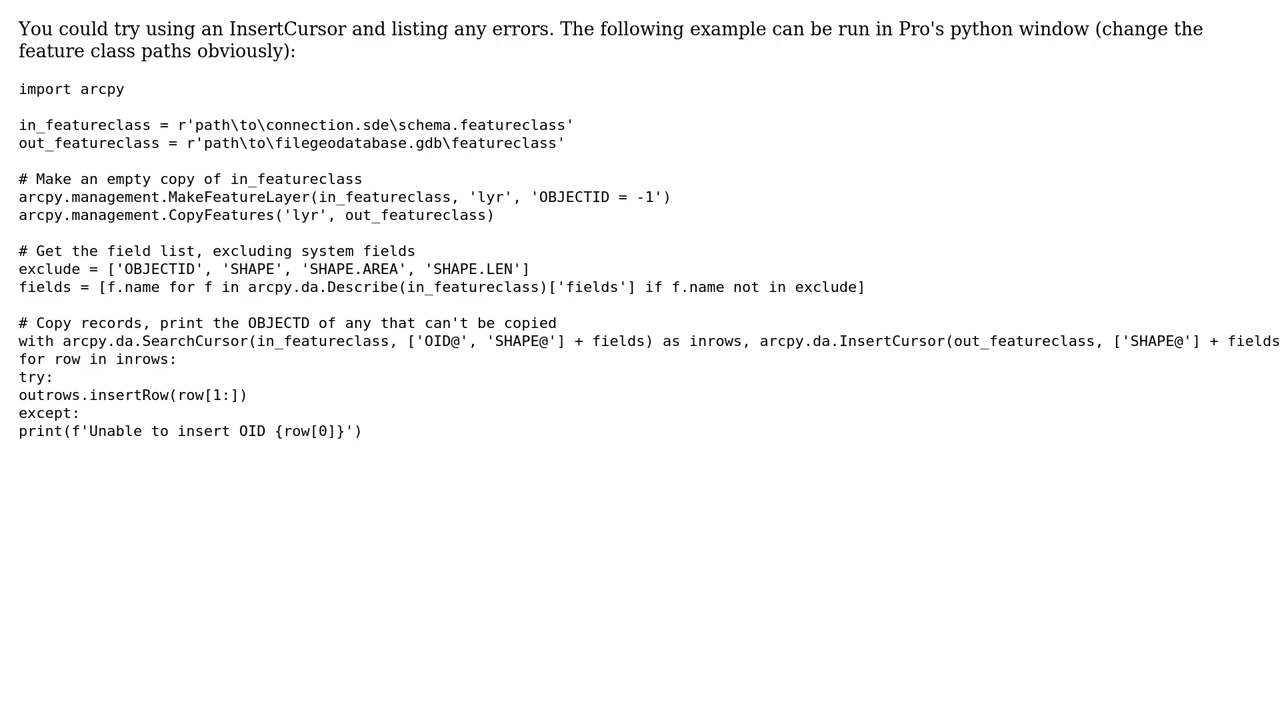 You could try using an InsertCursor and listing any errors. The following example can be run in Pro's python window (change the
feature class paths obviously):
import arcpy
in_featureclass = r'path\to\connection.sde\schema.featureclass'
out_featureclass = r'path\to\filegeodatabase.gdb\featureclass'
# Make an empty copy of in_featureclass
arcpy.management.MakeFeatureLayer(in_featureclass, 'lyr', 'OBJECTID = -1')
arcpy.management.CopyFeatures('lyr', out_featureclass)
# Get the field list, excluding system fields
exclude = ['OBJECTID', 'SHAPE', 'SHAPE.AREA', 'SHAPE.LEN']
fields = [f.name for f in arcpy.da.Describe(in_featureclass)['fields'] if f.name not in exclude]
# Copy records, print the OBJECTD of any that can't be copied
with arcpy.da.SearchCursor(in_featureclass, ['OID@', 'SHAPE@'] + fields) as inrows, arcpy.da.InsertCursor(out_featureclass, ['SHAPE@'] + fields
for row in inrows:
try:
outrows.insertRow(row[1:])
except:
print(f'Unable to insert OID {row[0]}')